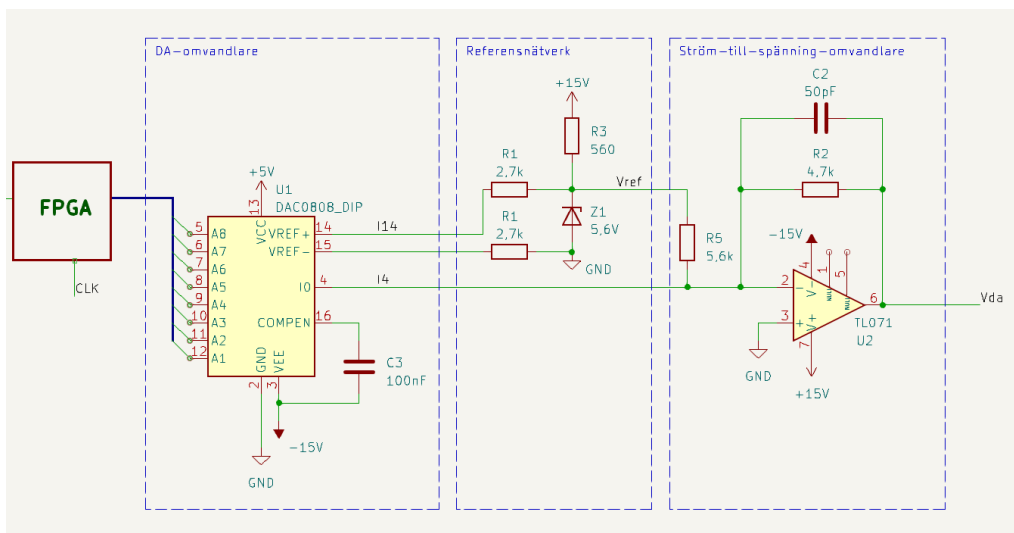 DA-omvandlare
Referensnätverk
Ström-till-spänning-omvandlare
FPGA
CLK
+5V
U1
DAC0808_DIP
13
VCC
5 A8
6 A7
7 A6
8 A5
9 A4
10 A3
11 A2
12 A1
VREF+ 14
VREF- 15
IO 4
COMPEN 16
GND
VEE
2
3
I14
I4
C3
100nF
-15V
GND
+15V
R3
560
R1
2,7k
Vref
R1
2,7k
Z1
5,6V
GND
C2
50pF
R2
4,7k
R5
5,6k
-15V
4
1
5
V-
NULL
NULL
2
-
3
+
6
V+
7
TL071
U2
GND
+15V
Vda